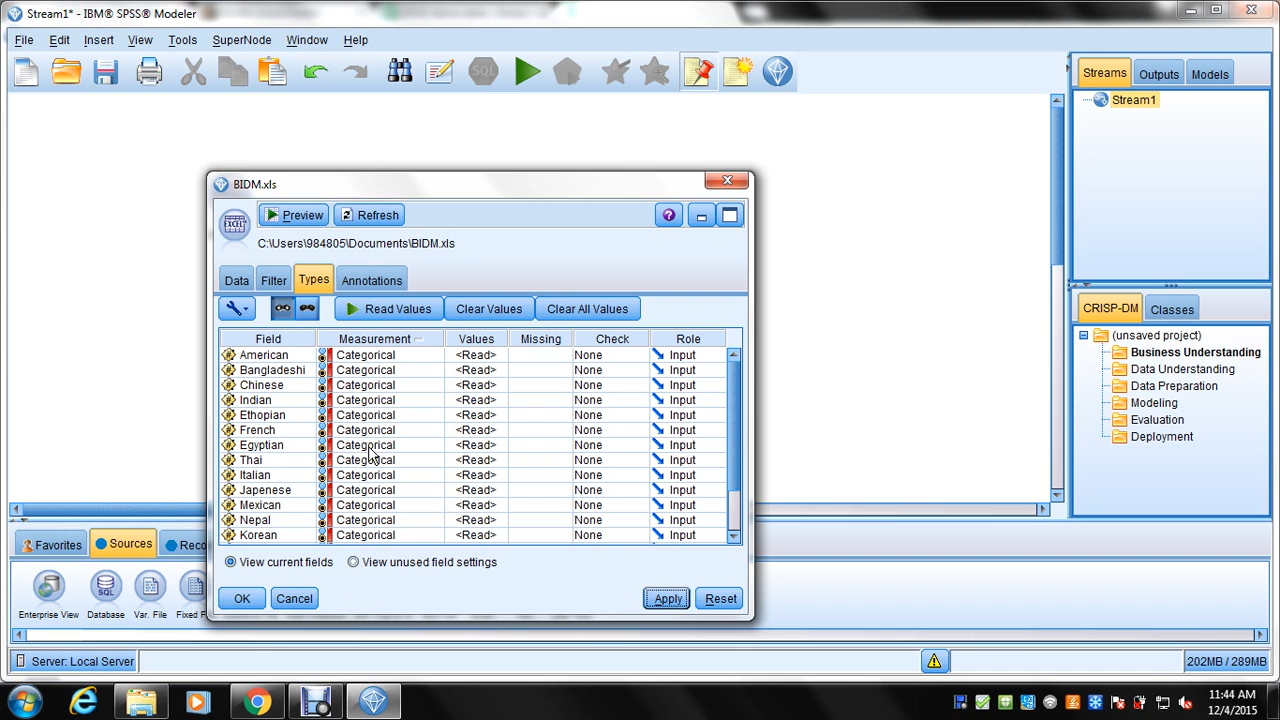 Stream1* - IBM® SPSS® Modeler
File Edit Insert View Tools SuperNode Window Help
SQL
Streams Outputs Models
Stream1
BIDM.xls
Preview Refresh
EXCEL
C:\Users\984805\Documents\BIDM.xls
Data Filter Types Annotations
Read Values Clear Values Clear All Values
Field Measurement Values Missing Check Role
American Categorical <Read> None Input
Bangladeshi Categorical <Read> None Input
Chinese Categorical <Read> None Input
Indian Categorical <Read> None Input
Ethopian Categorical <Read> None Input
French Categorical <Read> None Input
Egyptian Categorical <Read> None Input
Thai Categorical <Read> None Input
Italian Categorical <Read> None Input
Japenese Categorical <Read> None Input
Mexican Categorical <Read> None Input
Nepal Categorical <Read> None Input
Korean Categorical <Read> None Input
View current fields View unused field settings
OK Cancel Apply Reset
CRISP-DM Classes
(unsaved project)
Business Understanding
Data Understanding
Data Preparation
Modeling
Evaluation
Deployment
Favorites Sources Reco
SQL
Enterprise View Database Var. File Fixed F
Server: Local Server 202MB / 289MB
11:44 AM
12/4/2015